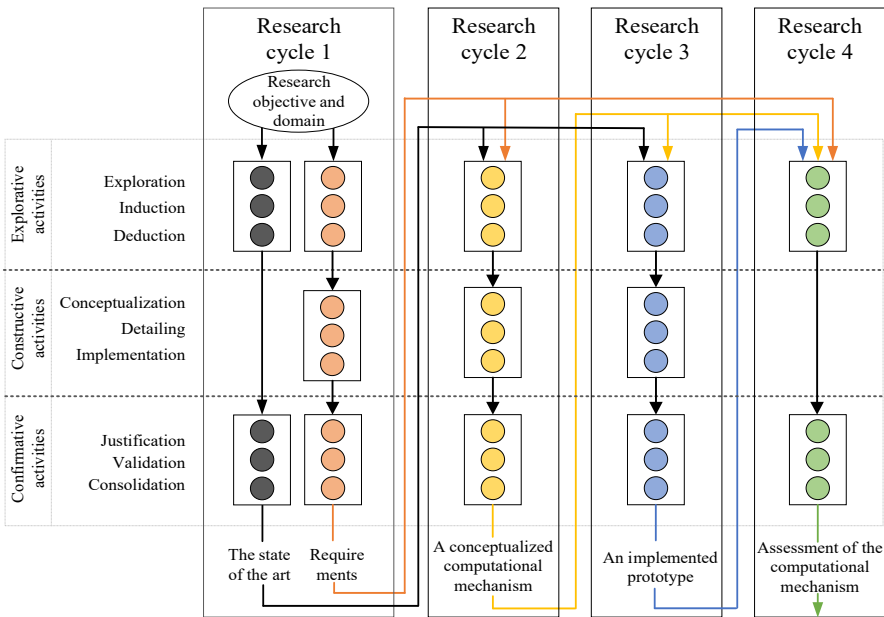 Research
cycle 1
Research
cycle 2
Research
cycle 3
Research
cycle 4
Research
objective and
domain
Explorative
activities
Exploration
Induction
Deduction
Constructive
activities
Conceptualization
Detailing
Implementation
Confirmative
activities
Justification
Validation
Consolidation
The state
of the art
Require
ments
A conceptualized
computational
mechanism
An implemented
prototype
Assessment of the
computational
mechanism